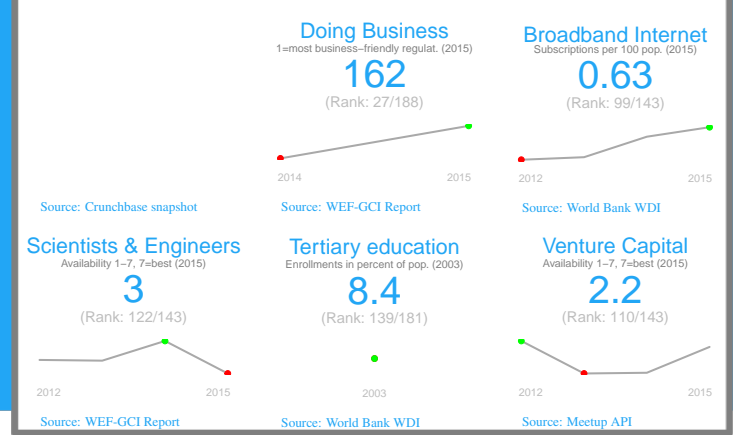 Doing Business
1=most business−friendly regulat. (2015)
162
(Rank: 27/188)
2014 2015
Broadband Internet
Subscriptions per 100 pop. (2015)
0.63
(Rank: 99/143)
2012 2015
Source: Crunchbase snapshot
Source: WEF-GCI Report
Source: World Bank WDI
Scientists & Engineers
Availability 1−7, 7=best (2015)
3
(Rank: 122/143)
2012 2015
Source: WEF-GCI Report
Tertiary education
Enrollments in percent of pop. (2003)
8.4
(Rank: 139/181)
2003
Source: World Bank WDI
Venture Capital
Availability 1−7, 7=best (2015)
2.2
(Rank: 110/143)
2012 2015
Source: Meetup API